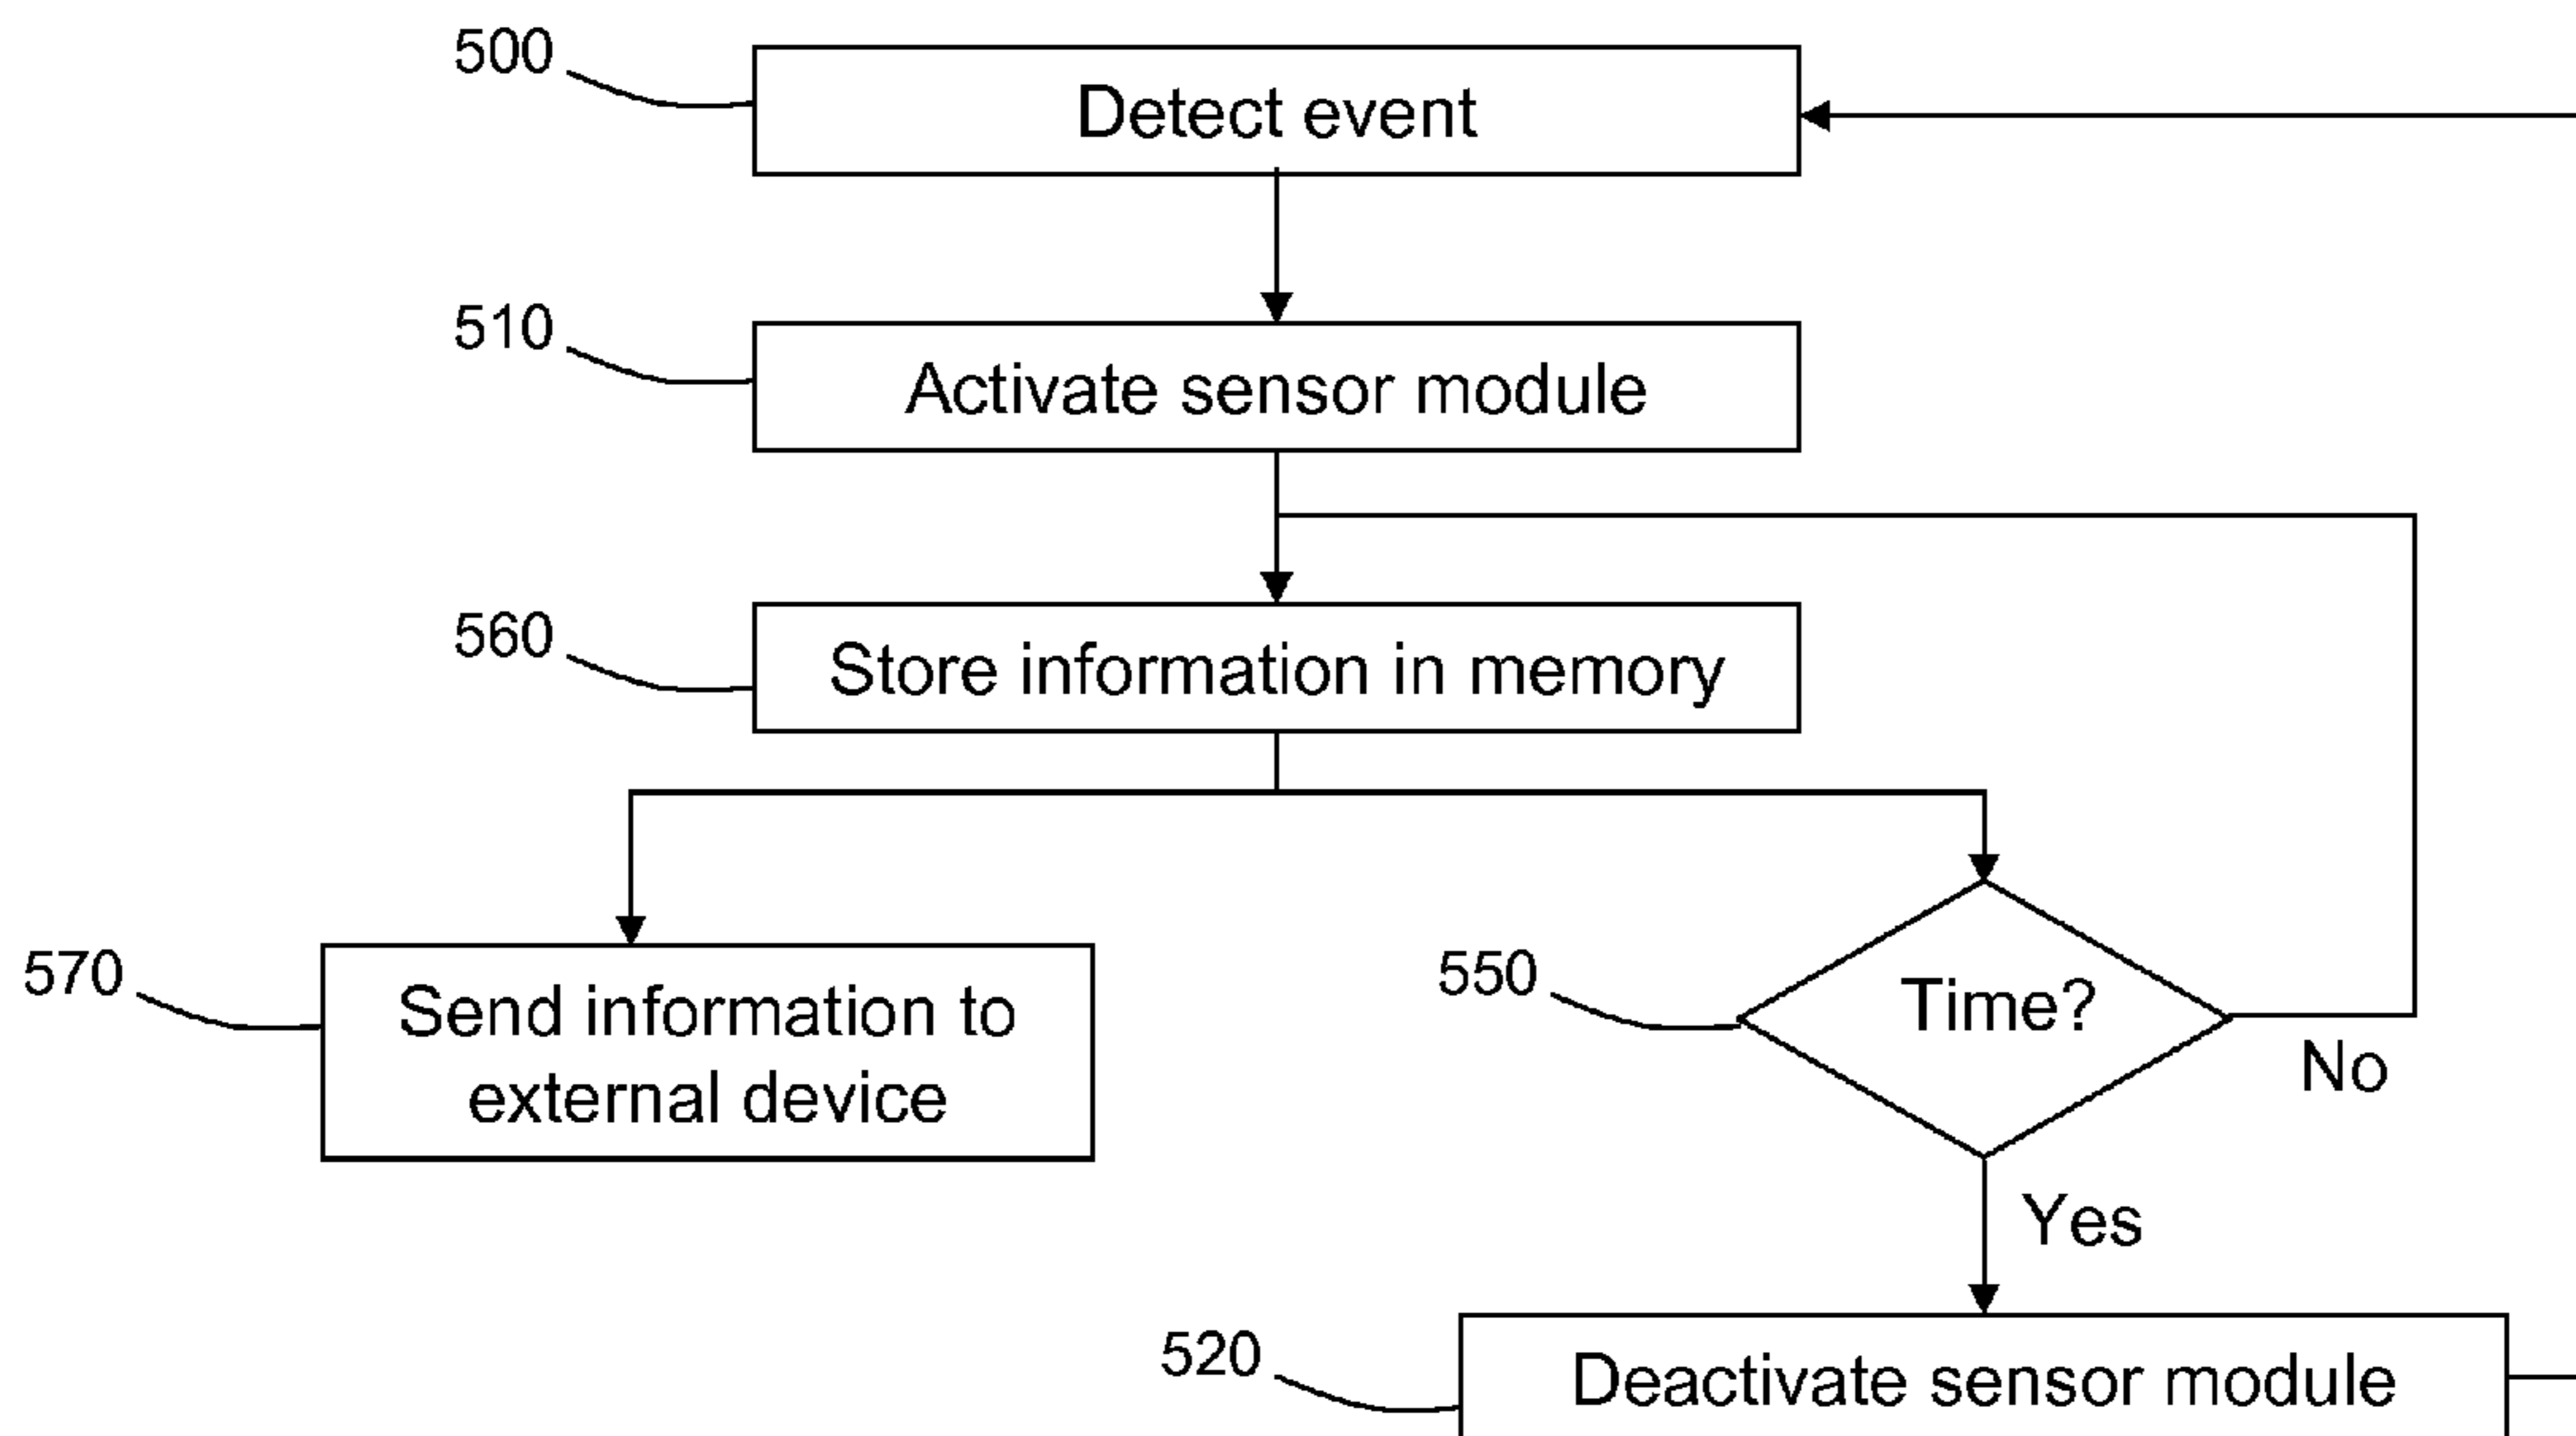 500
Detect event
510
Activate sensor module
560
Store information in memory
570
Send information to
external device
550
Time?
No
Yes
520
Deactivate sensor module